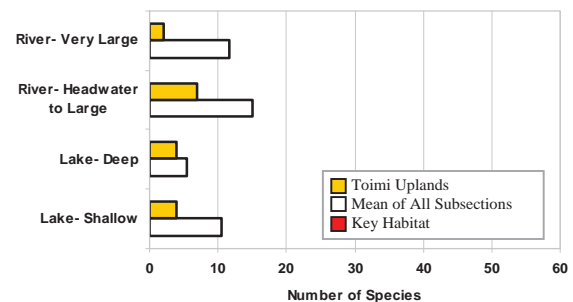 River- Very Large
River- Headwater
to Large
Lake- Deep
Lake- Shallow
Toimi Uplands
Mean of All Subsections
Key Habitat
0 10 20 30 40 50 60
Number of Species